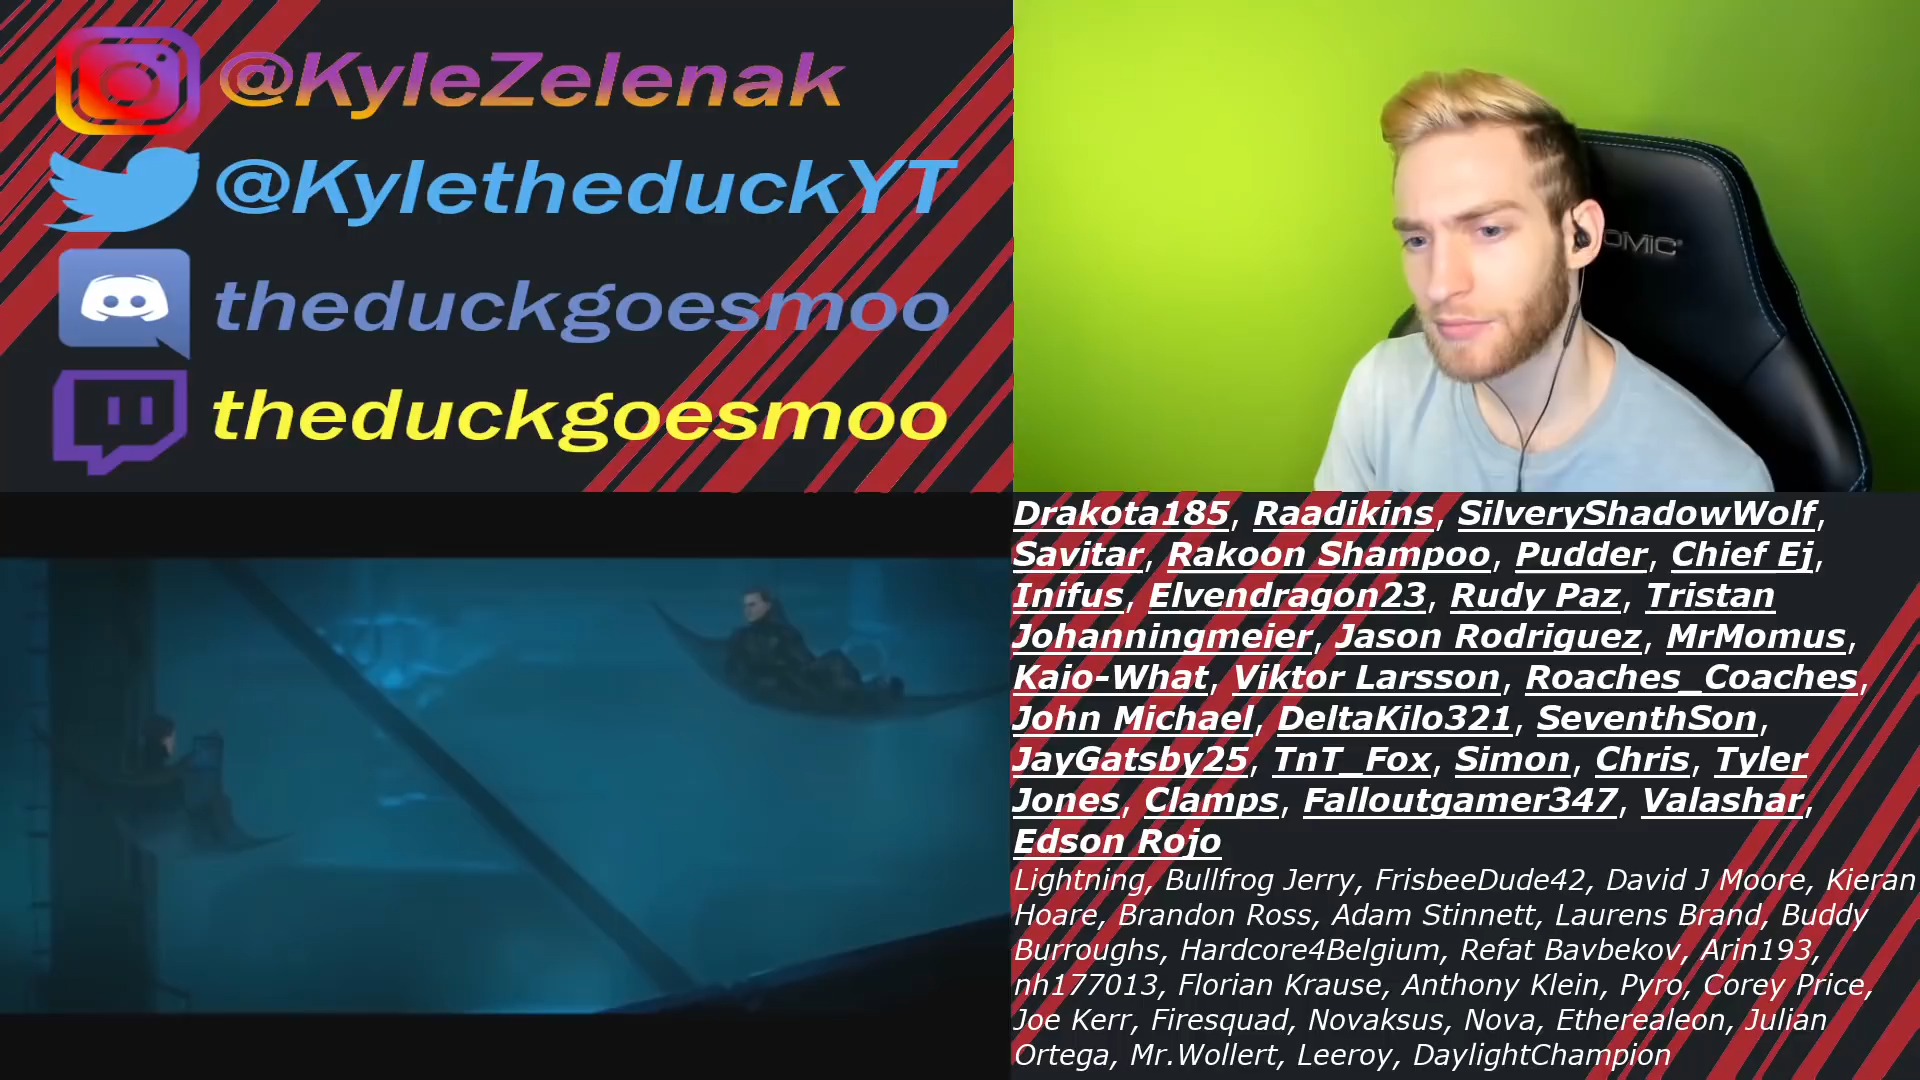 @KyleZelenak
@KyletheduckYT
theduckgoesmoo
theduckgoesmoo
OMIC
Drakota185, Raadikins, SilveryShadowWolf,
Savitar, Rakoon Shampoo, Pudder, Chief Ej,
Inifus, Elvendragon23, Rudy Paz, Tristan
Johanningmeier, Jason Rodriguez, MrMomus,
Kaio-What, Viktor Larsson, Roaches_Coaches,
John Michael, DeltaKilo321, SeventhSon,
JayGatsby25, TnT_Fox, Simon, Chris, Tyler
Jones, Clamps, Falloutgamer347, Valashar,
Edson Rojo
Lightning, Bullfrog Jerry, FrisbeeDude42, David J Moore, Kieran
Hoare, Brandon Ross, Adam Stinnett, Laurens Brand, Buddy
Burroughs, Hardcore4Belgium, Refat Bavbekov, Arin193,
nh177013, Florian Krause, Anthony Klein, Pyro, Corey Price,
Joe Kerr, Firesquad, Novaksus, Nova, Etherealeon, Julian
Ortega, Mr.Wollert, Leeroy, DaylightChampion